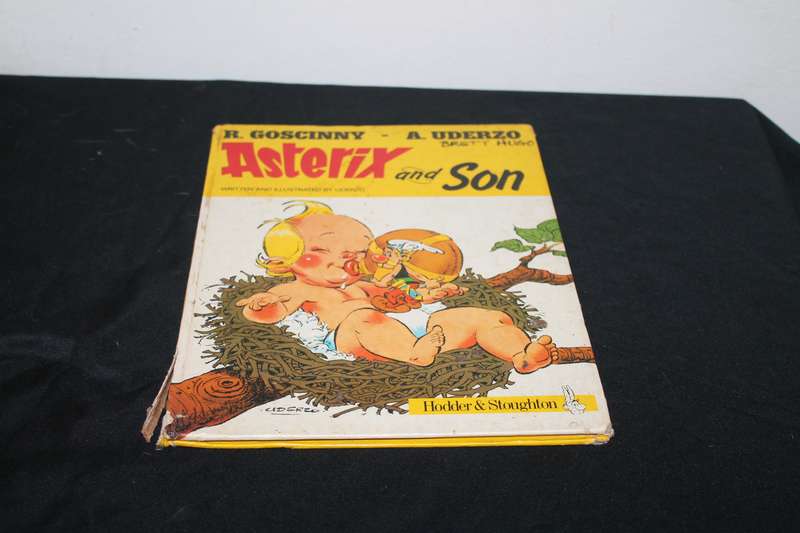 R. GOSCINNY - A. UDERZO
BRETT HUGO
Asterix and Son
WRITTEN AND ILLUSTRATED BY UDERZO
UDERZO
Hodder & Stoughton